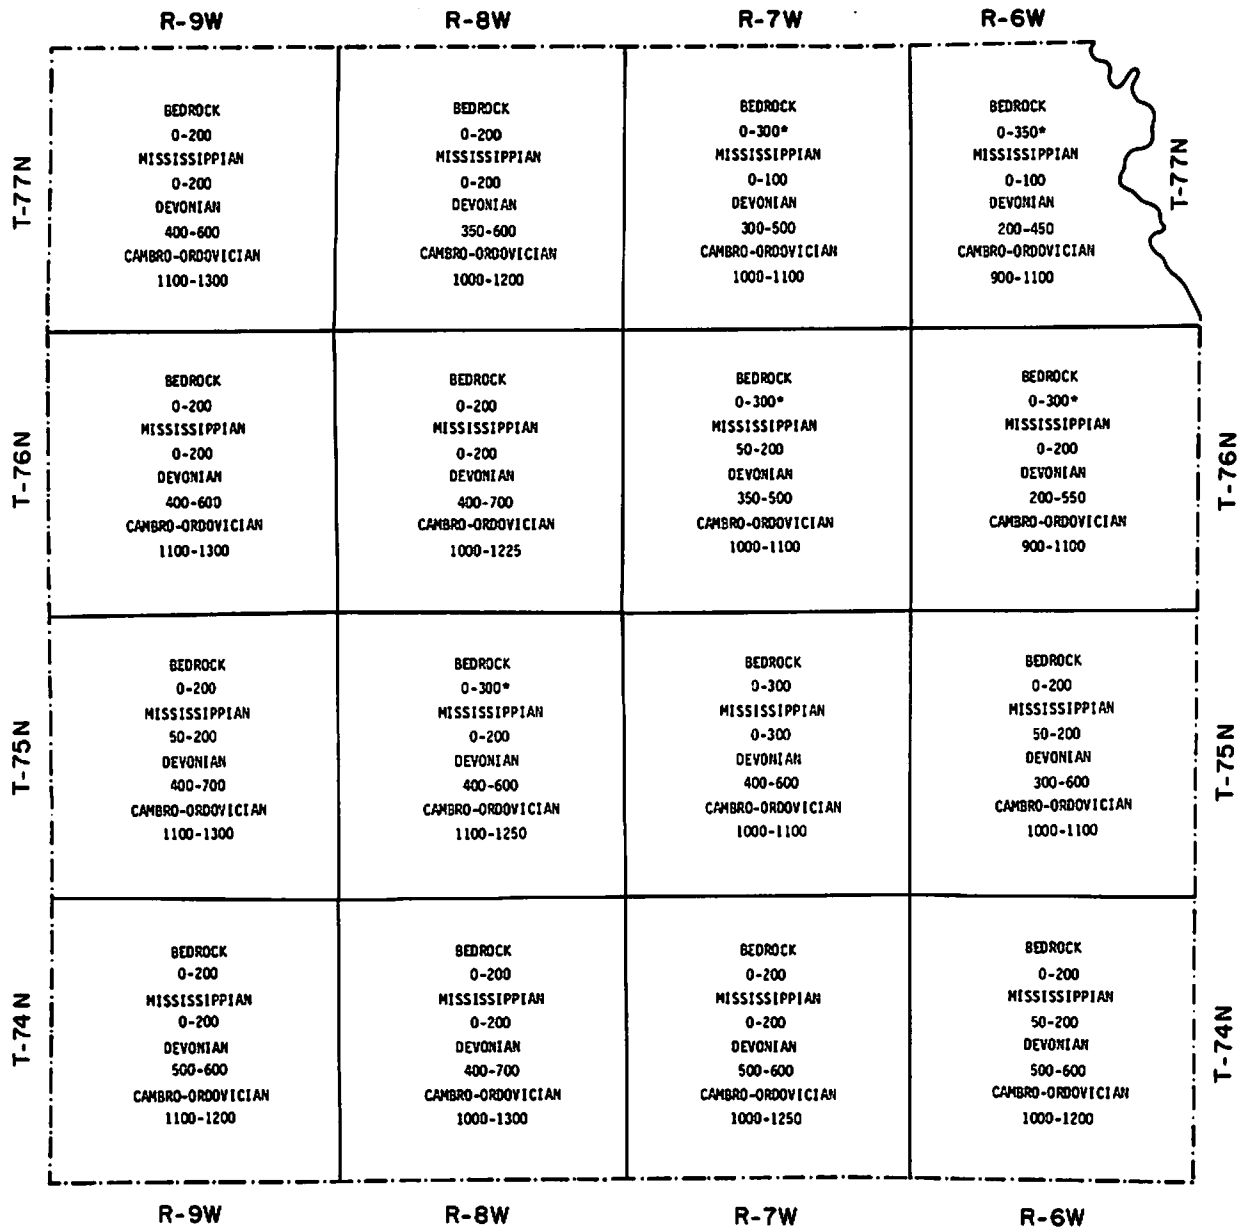 R-9W
R-8W
R-7W
R-6W
T-77N
BEDROCK
0-200
MISSISSIPPIAN
0-200
DEVONIAN
400-600
CAMBRO-ORDOVICIAN
1100-1300
BEDROCK
0-200
MISSISSIPPIAN
0-200
DEVONIAN
350-600
CAMBRO-ORDOVICIAN
1000-1200
BEDROCK
0-300*
MISSISSIPPIAN
0-100
DEVONIAN
300-500
CAMBRO-ORDOVICIAN
1000-1100
BEDROCK
0-350*
MISSISSIPPIAN
0-100
DEVONIAN
200-450
CAMBRO-ORDOVICIAN
900-1100
T-77N
T-76N
BEDROCK
0-200
MISSISSIPPIAN
0-200
DEVONIAN
400-600
CAMBRO-ORDOVICIAN
1100-1300
BEDROCK
0-200
MISSISSIPPIAN
0-200
DEVONIAN
400-700
CAMBRO-ORDOVICIAN
1000-1225
BEDROCK
0-300*
MISSISSIPPIAN
50-200
DEVONIAN
350-500
CAMBRO-ORDOVICIAN
1000-1100
BEDROCK
0-300*
MISSISSIPPIAN
0-200
DEVONIAN
200-550
CAMBRO-ORDOVICIAN
900-1100
T-76N
T-75N
BEDROCK
0-200
MISSISSIPPIAN
50-200
DEVONIAN
400-700
CAMBRO-ORDOVICIAN
1100-1300
BEDROCK
0-300*
MISSISSIPPIAN
0-200
DEVONIAN
400-600
CAMBRO-ORDOVICIAN
1100-1250
BEDROCK
0-300
MISSISSIPPIAN
0-300
DEVONIAN
400-600
CAMBRO-ORDOVICIAN
1000-1100
BEDROCK
0-200
MISSISSIPPIAN
50-200
DEVONIAN
300-600
CAMBRO-ORDOVICIAN
1000-1100
T-75N
T-74N
BEDROCK
0-200
MISSISSIPPIAN
0-200
DEVONIAN
500-600
CAMBRO-ORDOVICIAN
1100-1200
BEDROCK
0-200
MISSISSIPPIAN
0-200
DEVONIAN
400-700
CAMBRO-ORDOVICIAN
1000-1300
BEDROCK
0-200
MISSISSIPPIAN
0-200
DEVONIAN
500-600
CAMBRO-ORDOVICIAN
1000-1250
BEDROCK
0-200
MISSISSIPPIAN
50-200
DEVONIAN
500-600
CAMBRO-ORDOVICIAN
1000-1200
T-74N
R-9W
R-8W
R-7W
R-6W